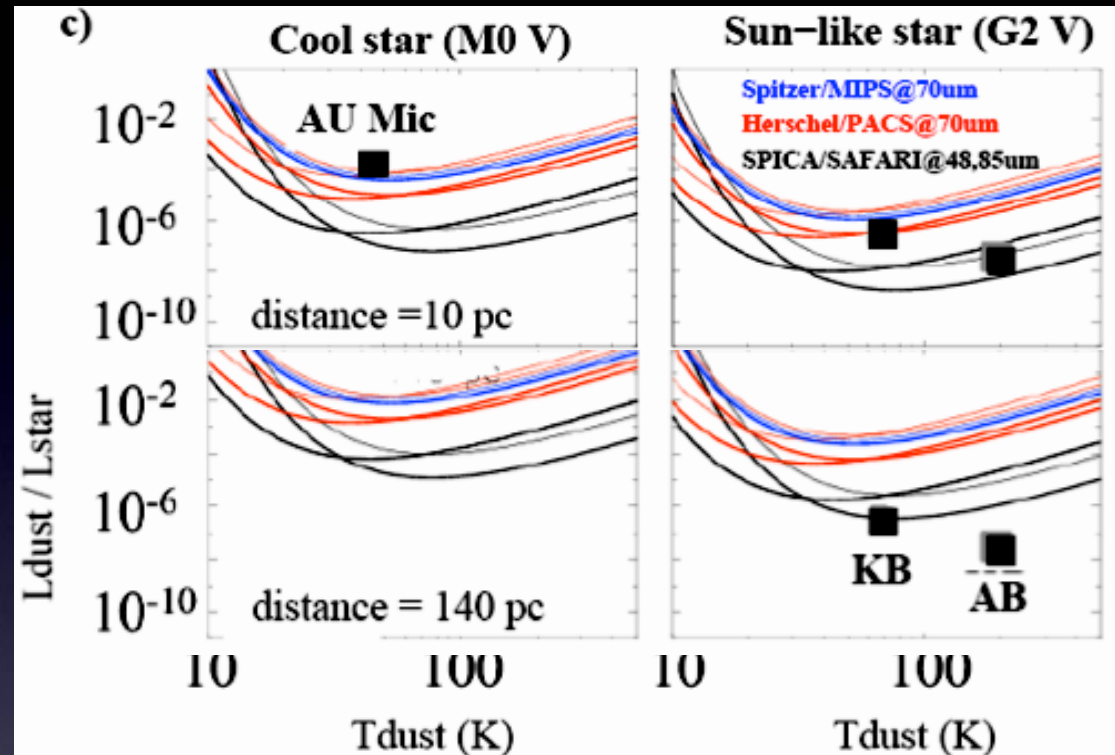 c)
Cool star (M0 V)
Sun-like star (G2 V)
Spitzer/MIPS@70um
Herschel/PACS@70um
SPICA/SAFARI@48,85um
AU Mic
10-2
10-6
10-10
distance =10 pc
10-2
10-6
10-10
distance = 140 pc
KB
AB
Ldust / Lstar
10
100
10
100
Tdust (K)
Tdust (K)